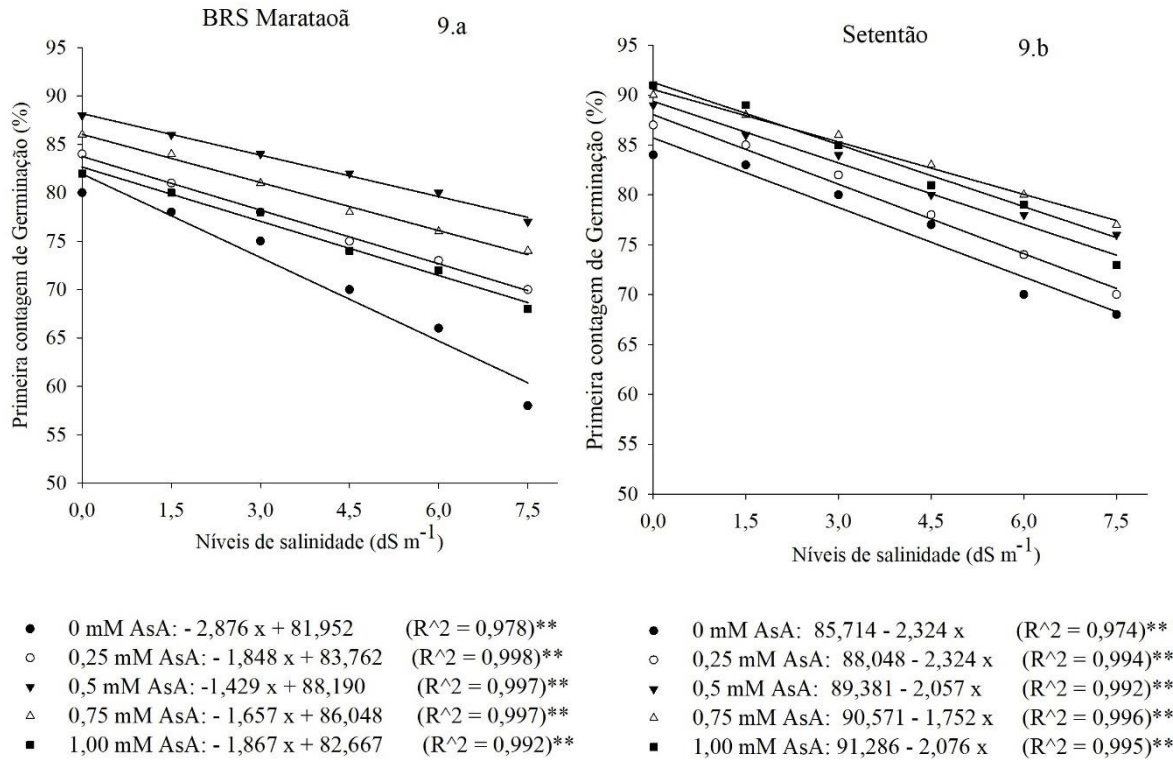 BRS Marataoã 9.a
Primeira contagem de Germinação (%)
95
90
85
80
75
70
65
60
55
50
0,0 1,5 3,0 4,5 6,0 7,5
Níveis de salinidade (dS m-1)
● 0 mM AsA: - 2,876 x + 81,952 (R^2 = 0,978)**
○ 0,25 mM AsA: - 1,848 x + 83,762 (R^2 = 0,998)**
▼ 0,5 mM AsA: -1,429 x + 88,190 (R^2 = 0,997)**
△ 0,75 mM AsA: - 1,657 x + 86,048 (R^2 = 0,997)**
■ 1,00 mM AsA: - 1,867 x + 82,667 (R^2 = 0,992)**
Setentão 9.b
Primeira contagem de Germinação (%)
95
90
85
80
75
70
65
60
55
50
0,0 1,5 3,0 4,5 6,0 7,5
Níveis de salinidade (dS m-1)
● 0 mM AsA: 85,714 - 2,324 x (R^2 = 0,974)**
○ 0,25 mM AsA: 88,048 - 2,324 x (R^2 = 0,994)**
▼ 0,5 mM AsA: 89,381 - 2,057 x (R^2 = 0,992)**
△ 0,75 mM AsA: 90,571 - 1,752 x (R^2 = 0,996)**
■ 1,00 mM AsA: 91,286 - 2,076 x (R^2 = 0,995)**